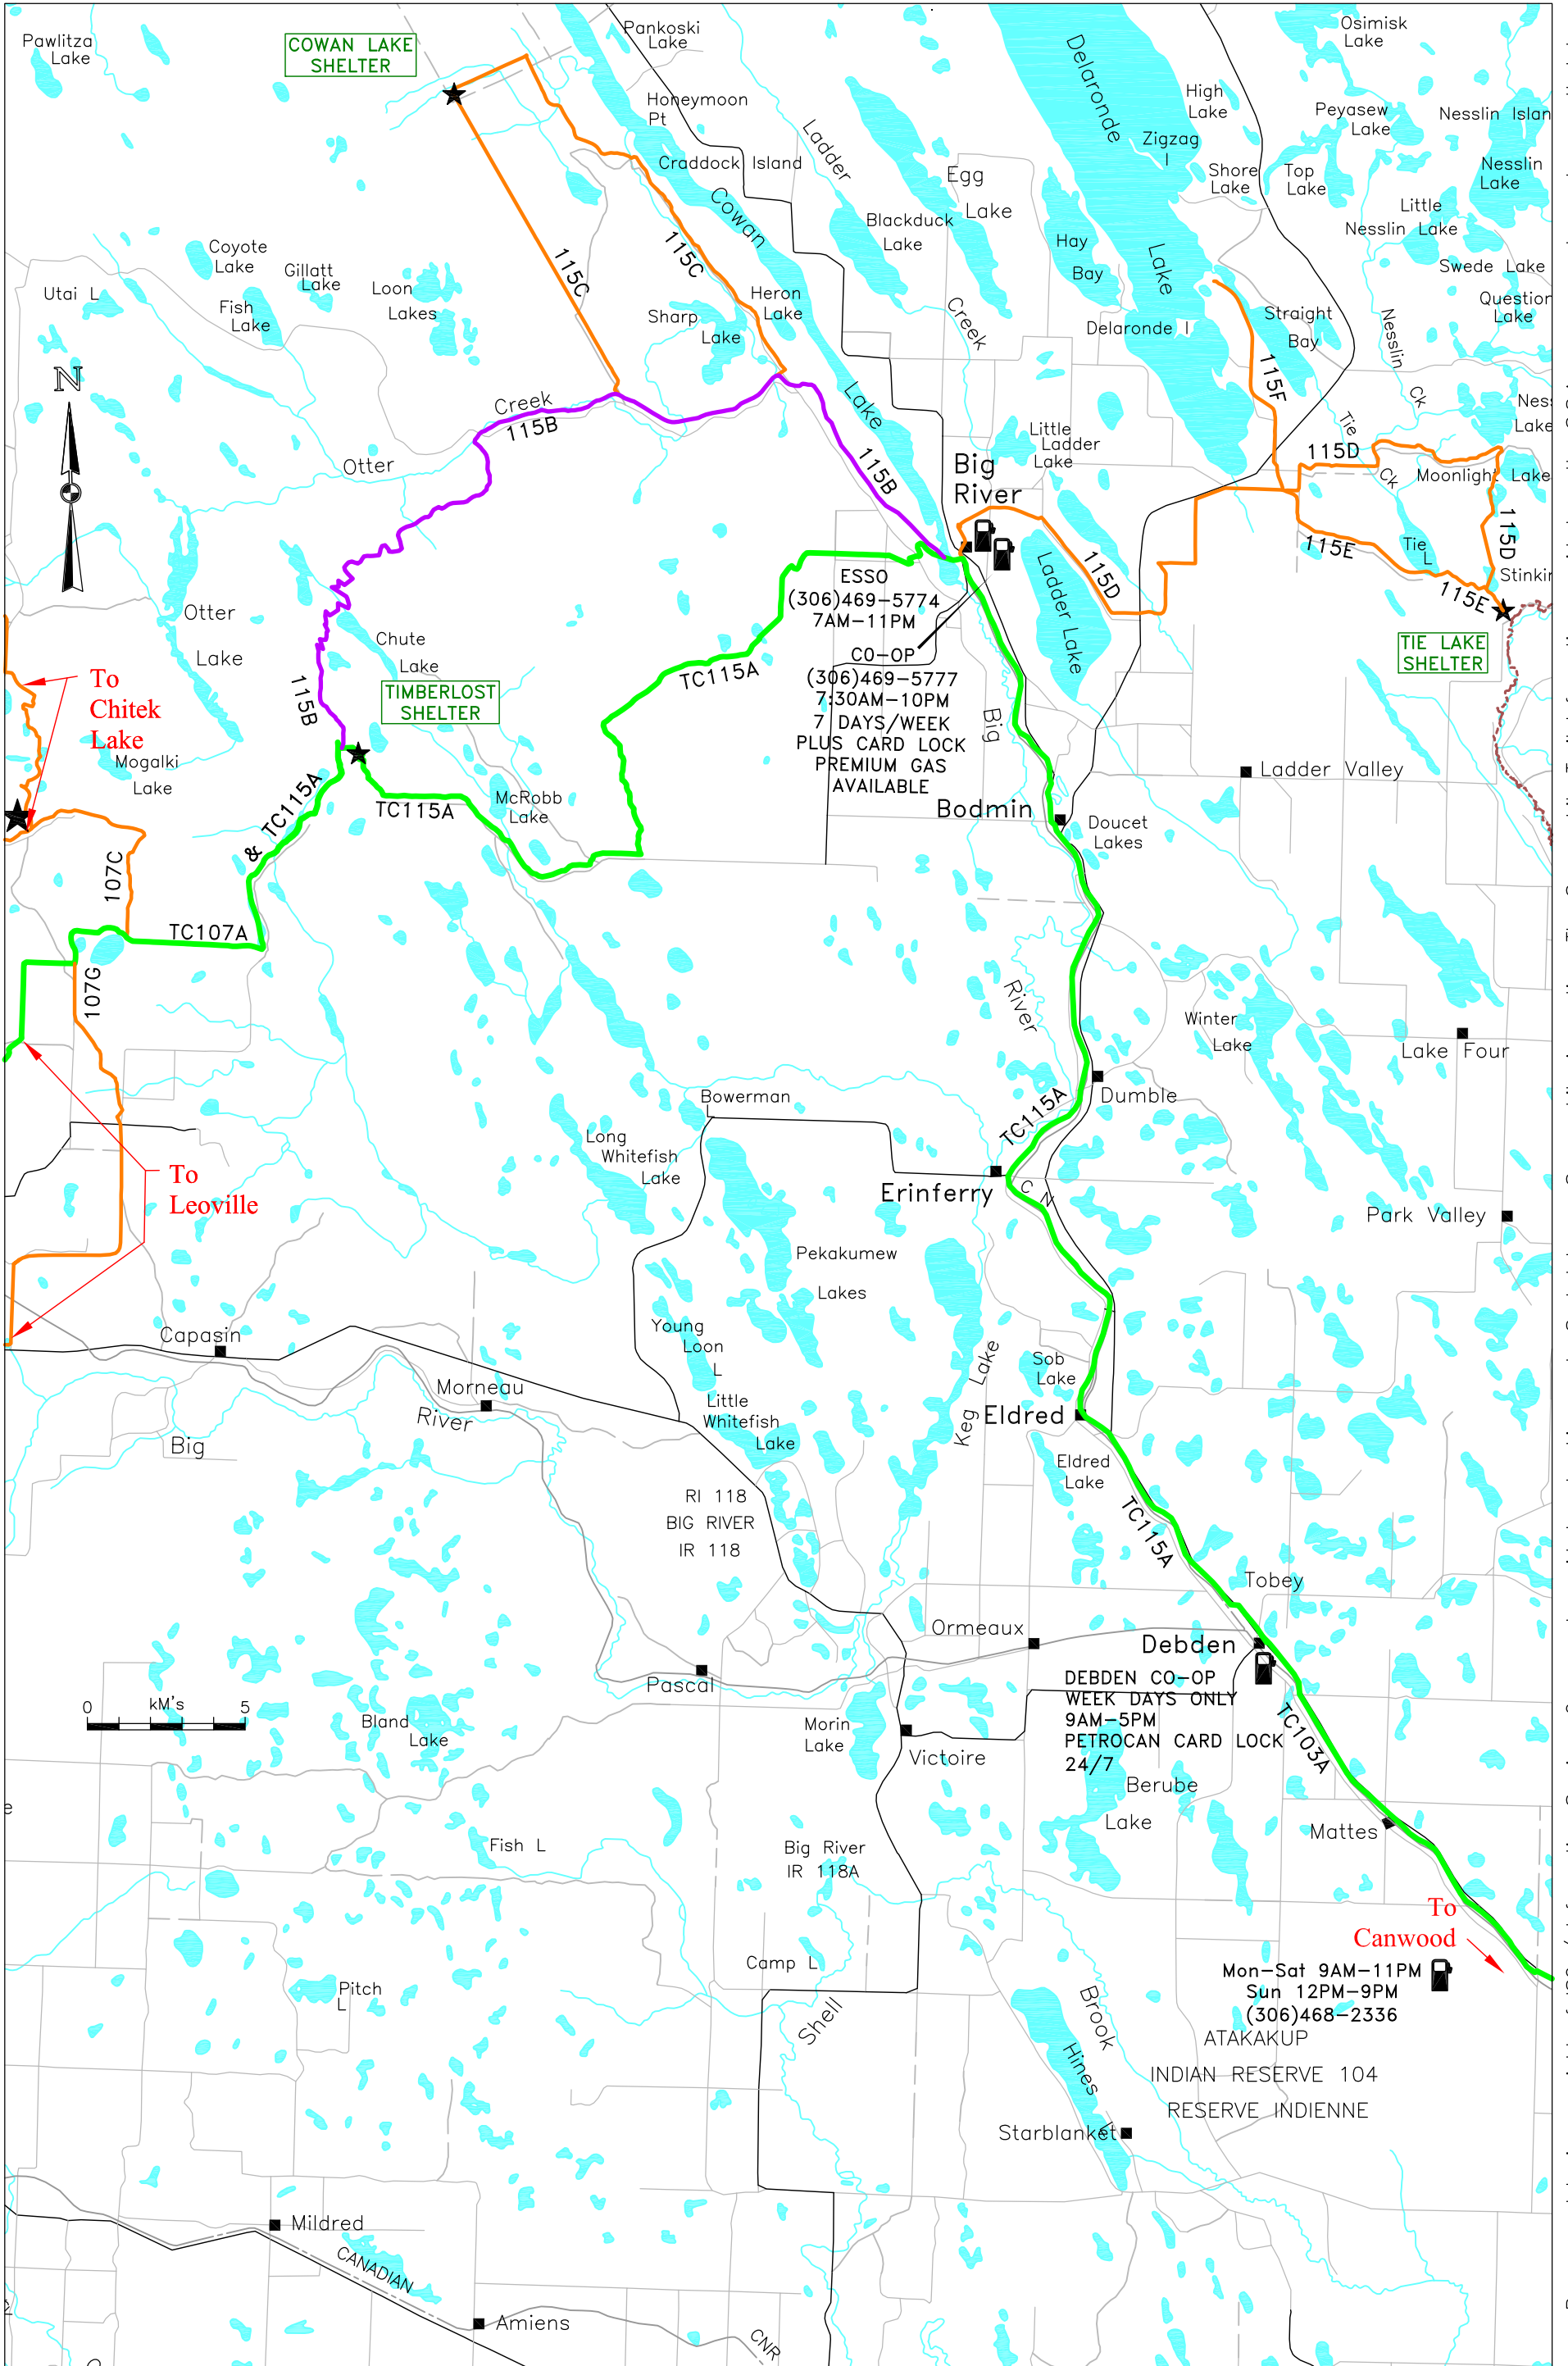 Pawlitza
Lake
COWAN LAKE
SHELTER
Pankoski
Lake
Honeymoon
Pt
Craddock Island
Cowan
Lake
Ladder
Creek
Blackduck
Lake
Egg
Lake
Delaronde
Lake
High
Lake
Zigzag
I
Shore
Lake
Top
Lake
Osimisk
Lake
Peyasew
Lake
Nesslin Islan
Nesslin
Lake
Little
Nesslin Lake
Swede Lake
Question
Lake
Hay
Bay
Delaronde I
Straight
Bay
Nesslin
Ck
Tie
Ck
Ness
Lake
Coyote
Lake
Gillatt
Lake
Utai L
Fish
Lake
Loon
Lakes
Sharp
Lake
Heron
Lake
115C
115C
115F
N
Creek
115B
Otter
115B
Big
River
Little
Ladder
Lake
115D
Moonlight Lake
115D
115D
115E
Tie
L
115E
Stinkin
TIE LAKE
SHELTER
Ladder Lake
ESSO
(306)469-5774
7AM-11PM
CO-OP
(306)469-5777
7:30AM-10PM
7 DAYS/WEEK
PLUS CARD LOCK
PREMIUM GAS
AVAILABLE
Otter
Lake
Chute
Lake
TIMBERLOST
SHELTER
115B
TC115A
To
Chitek
Lake
Mogalki
Lake
& TC115A
TC115A
McRobb
Lake
Big
River
Bodmin
Doucet
Lakes
Ladder Valley
107C
TC107A
107G
Winter
Lake
Lake Four
Dumble
TC115A
Bowerman
L
Long
Whitefish
Lake
Erinferry
C N
Park Valley
To
Leoville
Pekakumew
Lakes
Capasin
Morneau
River
Big
Young
Loon
L
Little
Whitefish
Lake
Keg Lake
Sob
Lake
Eldred
Eldred
Lake
RI 118
BIG RIVER
IR 118
TC115A
Tobey
Ormeaux
Debden
Pascal
DEBDEN CO-OP
WEEK DAYS ONLY
9AM-5PM
PETROCAN CARD LOCK
24/7
TC103A
0 kM's 5
Bland
Lake
Morin
Lake
Victoire
Berube
Lake
Mattes
Fish L
Big River
IR 118A
Camp L
Pitch
L
Shell
Brook
To
Canwood
Mon-Sat 9AM-11PM
Sun 12PM-9PM
(306)468-2336
ATAKAKUP
INDIAN RESERVE 104
RESERVE INDIENNE
Hines
L
Starblanket
Mildred
CANADIAN
Amiens
CNR